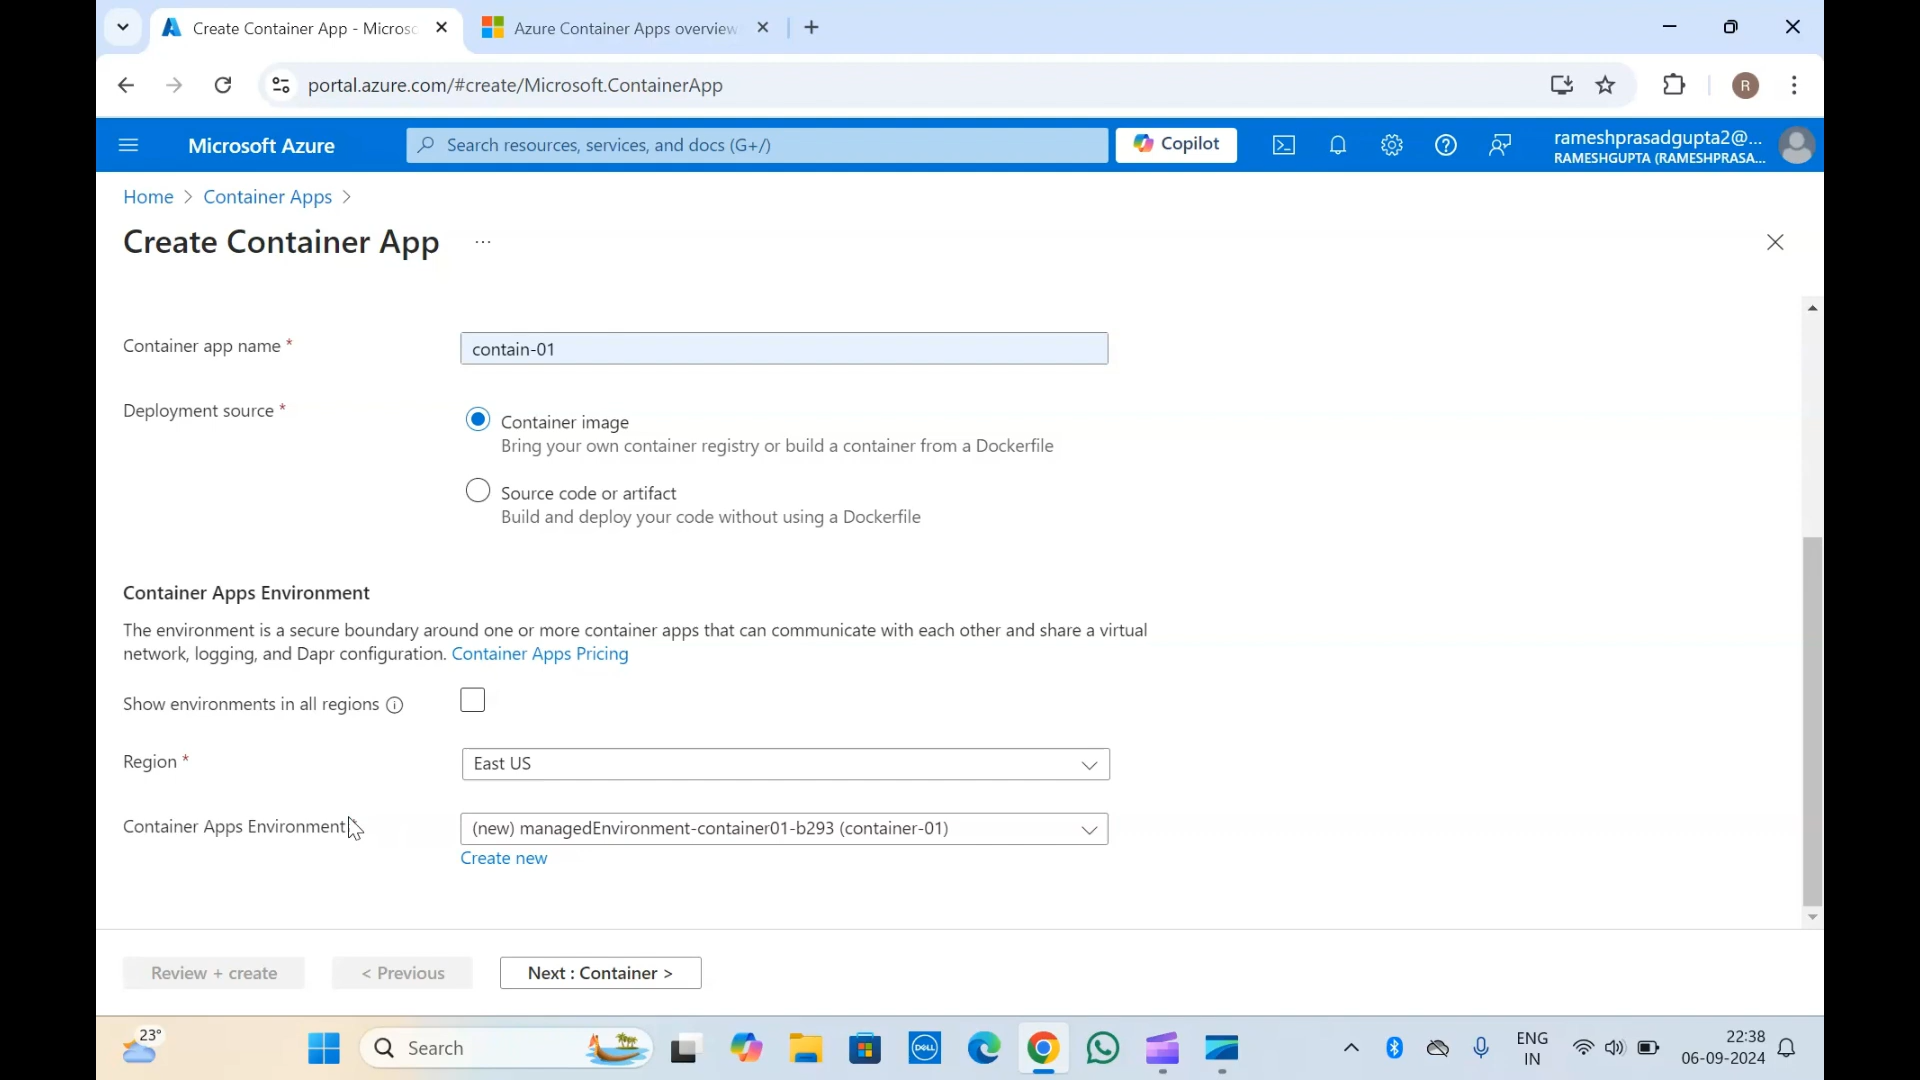 Create Container App - Microso
Azure Container Apps overview
portal.azure.com/#create/Microsoft.ContainerApp
R
Microsoft Azure
Search resources, services, and docs (G+/)
Copilot
rameshprasadgupta2@...
RAMESHGUPTA (RAMESHPRASA...
Home > Container Apps >
Create Container App ...
Container app name *
contain-01
Deployment source *
Container image
Bring your own container registry or build a container from a Dockerfile
Source code or artifact
Build and deploy your code without using a Dockerfile
Container Apps Environment
The environment is a secure boundary around one or more container apps that can communicate with each other and share a virtual
network, logging, and Dapr configuration. Container Apps Pricing
Show environments in all regions
Region *
East US
Container Apps Environment
(new) managedEnvironment-container01-b293 (container-01)
Create new
Review + create
< Previous
Next : Container >
23°
Search
DELL
ENG
IN
22:38
06-09-2024